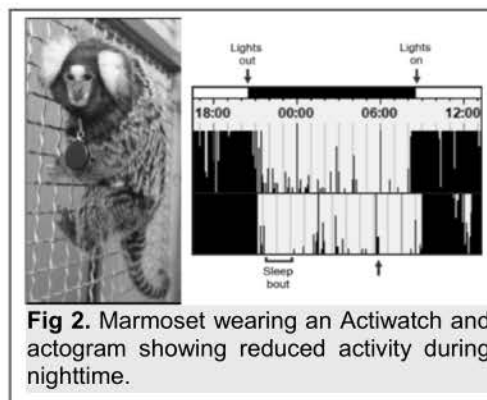 Lights out
Lights on
18:00 00:00 06:00 12:00
Sleep bout
Fig 2. Marmoset wearing an Actiwatch and
actogram showing reduced activity during
nighttime.